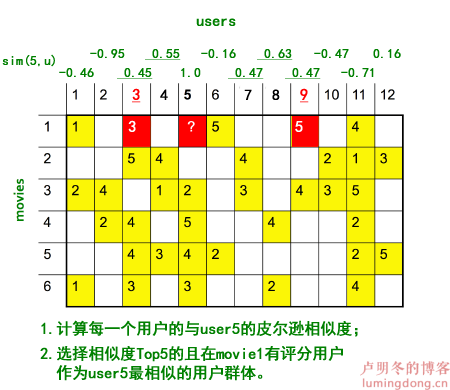 users
-0.95 0.55 -0.16 0.63 -0.47 0.16
sim(5,u)
-0.46 0.45 1.0 0.47 0.47 -0.71
1 2 3 4 5 6 7 8 9 10 11 12
1 1 3 ? 5 5 4
2 5 4 4 2 1 3
movies
3 2 4 1 2 3 4 3 5
4 2 4 5 4 2
5 4 3 4 2 2 5
6 1 3 3 2 4
1. 计算每一个用户的与user5的皮尔逊相似度；
2. 选择相似度Top5的且在movie1有评分用户
作为user5最相似的用户群体。
卢明冬的博客
lumingdong.cn